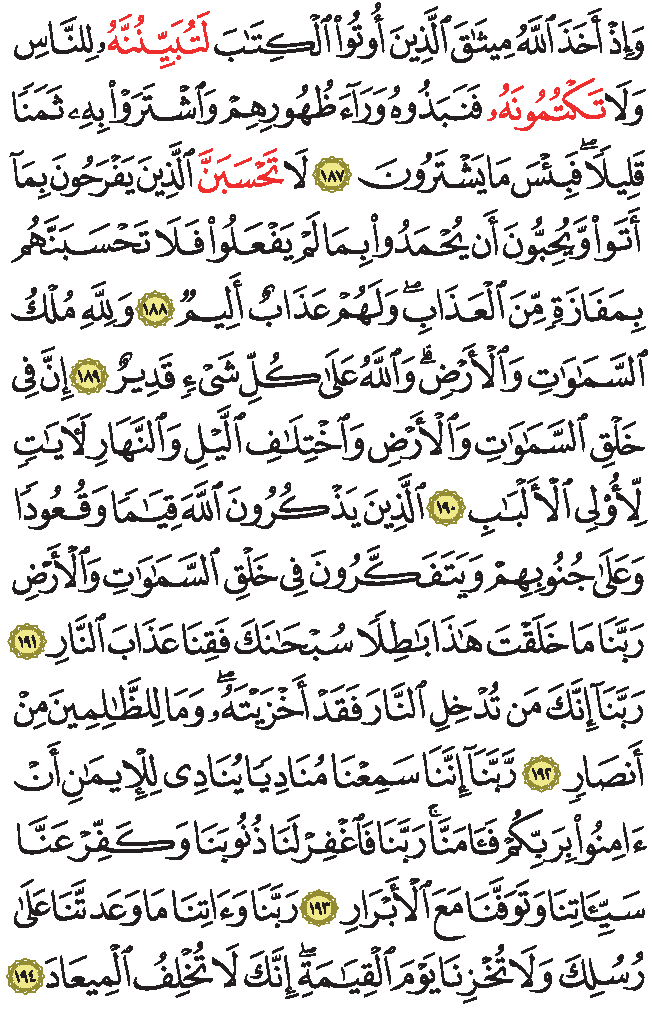 وَإِذْ أَخَذَ ٱللَّهُ مِيثَٰقَ ٱلَّذِينَ أُوتُوا۟ ٱلْكِتَٰبَ لَتُبَيِّنُنَّهُۥ لِلنَّاسِ
وَلَا تَكْتُمُونَهُۥ فَنَبَذُوهُ وَرَآءَ ظُهُورِهِمْ وَٱشْتَرَوْا۟ بِهِۦ ثَمَنًا
قَلِيلًا ۖ فَبِئْسَ مَا يَشْتَرُونَ ١٨٧ لَا تَحْسَبَنَّ ٱلَّذِينَ يَفْرَحُونَ بِمَآ
أَتَوا۟ وَّيُحِبُّونَ أَن يُحْمَدُوا۟ بِمَا لَمْ يَفْعَلُوا۟ فَلَا تَحْسَبَنَّهُم
بِمَفَازَةٍ مِّنَ ٱلْعَذَابِ ۖ وَلَهُمْ عَذَابٌ أَلِيمٌ ١٨٨ وَلِلَّهِ مُلْكُ
ٱلسَّمَٰوَٰتِ وَٱلْأَرْضِ ۗ وَٱللَّهُ عَلَىٰ كُلِّ شَىْءٍ قَدِيرٌ ١٨٩ إِنَّ فِى
خَلْقِ ٱلسَّمَٰوَٰتِ وَٱلْأَرْضِ وَٱخْتِلَٰفِ ٱلَّيْلِ وَٱلنَّهَارِ لَءَايَٰتٍ
لِّأُو۟لِى ٱلْأَلْبَٰبِ ١٩٠ ٱلَّذِينَ يَذْكُرُونَ ٱللَّهَ قِيَٰمًا وَقُعُودًا
وَعَلَىٰ جُنُوبِهِمْ وَيَتَفَكَّرُونَ فِى خَلْقِ ٱلسَّمَٰوَٰتِ وَٱلْأَرْضِ
رَبَّنَا مَا خَلَقْتَ هَٰذَا بَٰطِلًا سُبْحَٰنَكَ فَقِنَا عَذَابَ ٱلنَّارِ ١٩١
رَبَّنَآ إِنَّكَ مَن تُدْخِلِ ٱلنَّارَ فَقَدْ أَخْزَيْتَهُۥ ۖ وَمَا لِلظَّٰلِمِينَ مِنْ
أَنصَارٍ ١٩٢ رَّبَّنَآ إِنَّنَا سَمِعْنَا مُنَادِيًا يُنَادِى لِلْإِيمَٰنِ أَنْ
ءَامِنُوا۟ بِرَبِّكُمْ فَـَٔامَنَّا ۚ رَبَّنَا فَٱغْفِرْ لَنَا ذُنُوبَنَا وَكَفِّرْ عَنَّا
سَيِّـَٔاتِنَا وَتَوَفَّنَا مَعَ ٱلْأَبْرَارِ ١٩٣ رَبَّنَا وَءَاتِنَا مَا وَعَدتَّنَا عَلَىٰ
رُسُلِكَ وَلَا تُخْزِنَا يَوْمَ ٱلْقِيَٰمَةِ ۖ إِنَّكَ لَا تُخْلِفُ ٱلْمِيعَادَ ١٩٤